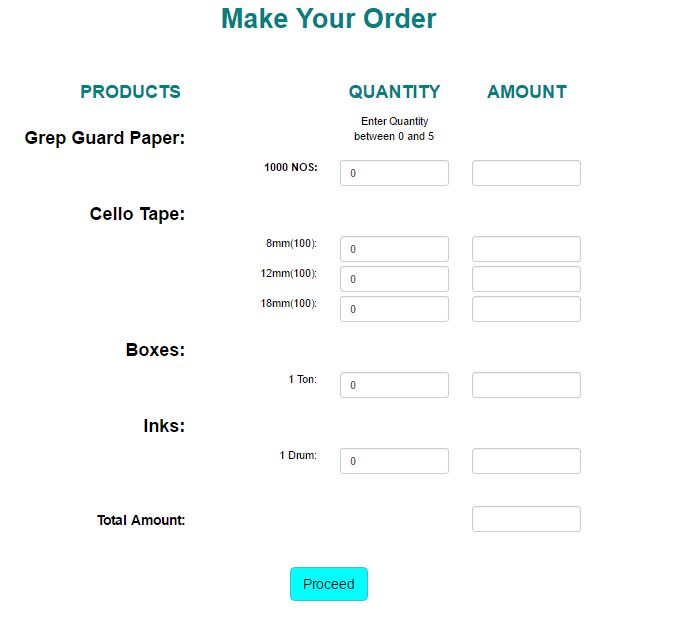 Make Your Order
PRODUCTS QUANTITY AMOUNT
Enter Quantity
between 0 and 5
Grep Guard Paper:
1000 NOS: 0
Cello Tape:
8mm(100): 0
12mm(100): 0
18mm(100): 0
Boxes:
1 Ton: 0
Inks:
1 Drum: 0
Total Amount:
Proceed